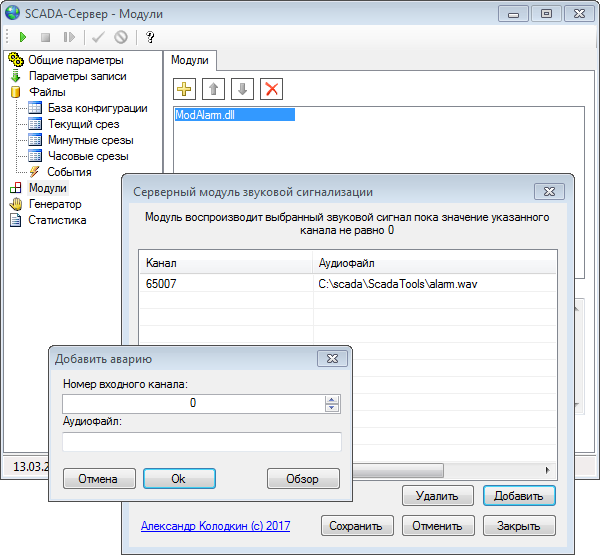 SCADA-Сервер - Модули
?
Общие параметры
Параметры записи
Файлы
База конфигурации
Текущий срез
Минутные срезы
Часовые срезы
События
Модули
Генератор
Статистика
Модули
ModAlarm.dll
Серверный модуль звуковой сигнализации
Модуль воспроизводит выбранный звуковой сигнал пока значение указанного
канала не равно 0
Канал Аудиофайл
65007 C:\scada\ScadaTools\alarm.wav
Добавить аварию
Номер входного канала:
0
Аудиофайл:
Отмена Ok Обзор
13.03.2
Удалить Добавить
Александр Колодкин (c) 2017 Сохранить Отменить Закрыть